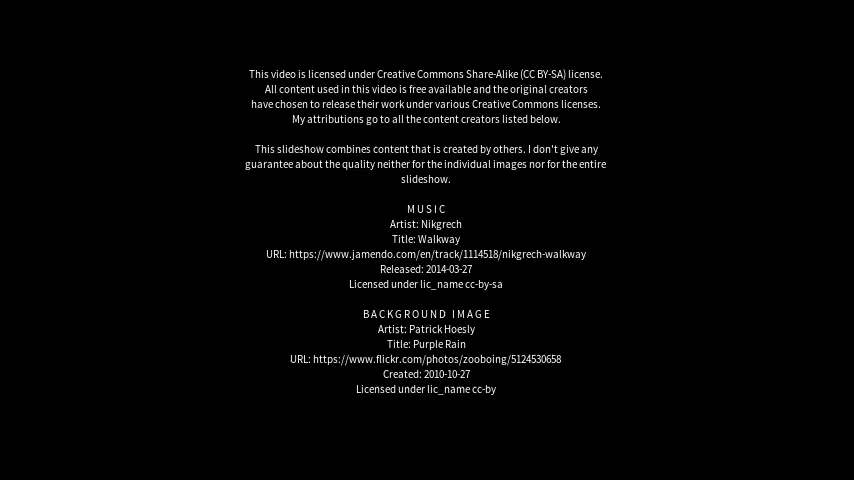 This video is licensed under Creative Commons Share-Alike (CC BY-SA) license.
All content used in this video is free available and the original creators
have chosen to release their work under various Creative Commons licenses.
My attributions go to all the content creators listed below.
This slideshow combines content that is created by others. I don't give any
guarantee about the quality neither for the individual images nor for the entire
slideshow.
MUSIC
Artist: Nikgrech
Title: Walkway
URL: https://www.jamendo.com/en/track/1114518/nikgrech-walkway
Released: 2014-03-27
Licensed under lic_name cc-by-sa
BACKGROUND IMAGE
Artist: Patrick Hoesly
Title: Purple Rain
URL: https://www.flickr.com/photos/zooboing/5124530658
Created: 2010-10-27
Licensed under lic_name cc-by